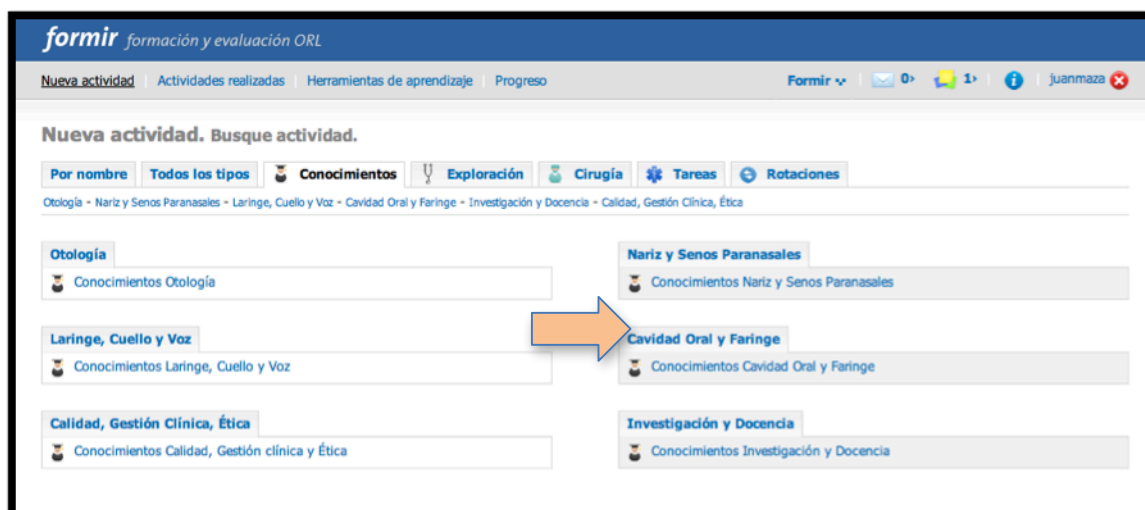 formir formación y evaluación ORL
Nueva actividad Actividades realizadas Herramientas de aprendizaje Progreso Formir 0 1 juanmaza
Nueva actividad. Busque actividad.
Por nombre Todos los tipos Conocimientos Exploración Cirugía Tareas Rotaciones
Otología - Nariz y Senos Paranasales - Laringe, Cuello y Voz - Cavidad Oral y Faringe - Investigación y Docencia - Calidad, Gestión Clínica, Ética
Otología
Conocimientos Otología
Nariz y Senos Paranasales
Conocimientos Nariz y Senos Paranasales
Laringe, Cuello y Voz
Conocimientos Laringe, Cuello y Voz
Cavidad Oral y Faringe
Conocimientos Cavidad Oral y Faringe
Calidad, Gestión Clínica, Ética
Conocimientos Calidad, Gestión clínica y Ética
Investigación y Docencia
Conocimientos Investigación y Docencia